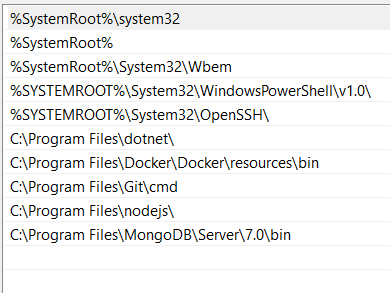 %SystemRoot%\system32
%SystemRoot%
%SystemRoot%\System32\Wbem
%SYSTEMROOT%\System32\WindowsPowerShell\v1.0\
%SYSTEMROOT%\System32\OpenSSH\
C:\Program Files\dotnet\
C:\Program Files\Docker\Docker\resources\bin
C:\Program Files\Git\cmd
C:\Program Files\nodejs\
C:\Program Files\MongoDB\Server\7.0\bin